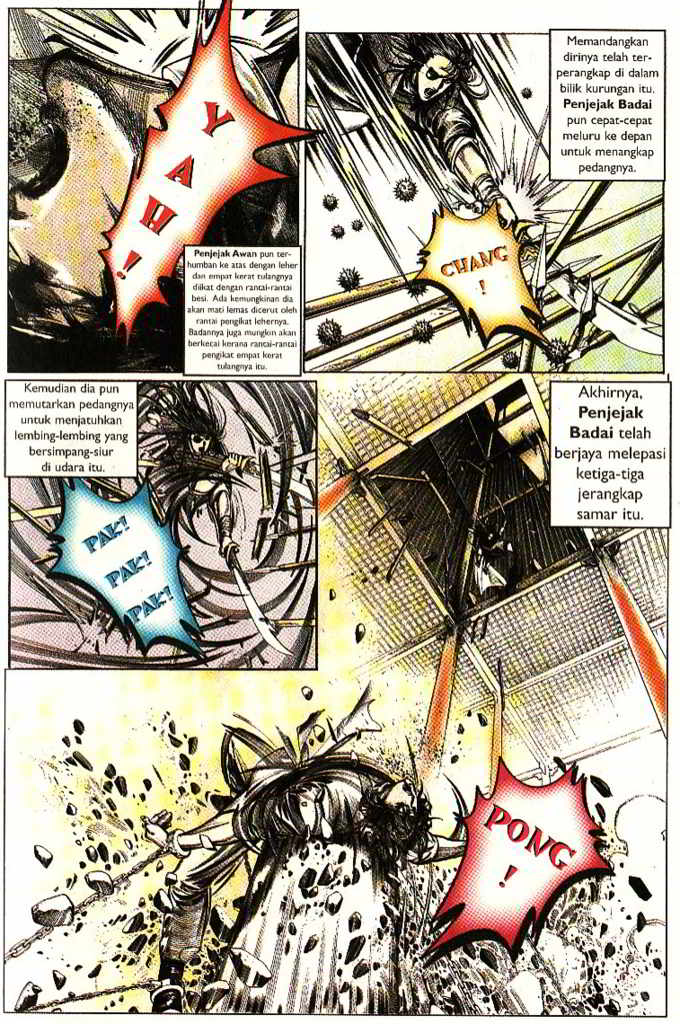 YAH!
Penjejak Awan pun ter-
humban ke atas dengan leher
dan empat kerat tulangnya
diikat dengan rantai-rantai
besi. Ada kemungkinan dia
akan mati lemas dicerut oleh
rantai pengikat lehernya.
Badannya juga mungkin akan
berkecai kerana rantai-rantai
pengikat empat kerat
tulangnya itu.
Memandangkan
dirinya telah ter-
perangkap di dalam
bilik kurungan itu.
Penjejak Badai
pun cepat-cepat
meluru ke depan
untuk menangkap
pedangnya.
CHANG
!
Kemudian dia pun
memutarkan pedangnya
untuk menjatuhkan
lembing-lembing yang
bersimpang-siur
di udara itu.
PAK!
PAK!
PAK!
Akhirnya,
Penjejak
Badai telah
berjaya melepasi
ketiga-tiga
jerangkap
samar itu.
PONG
!